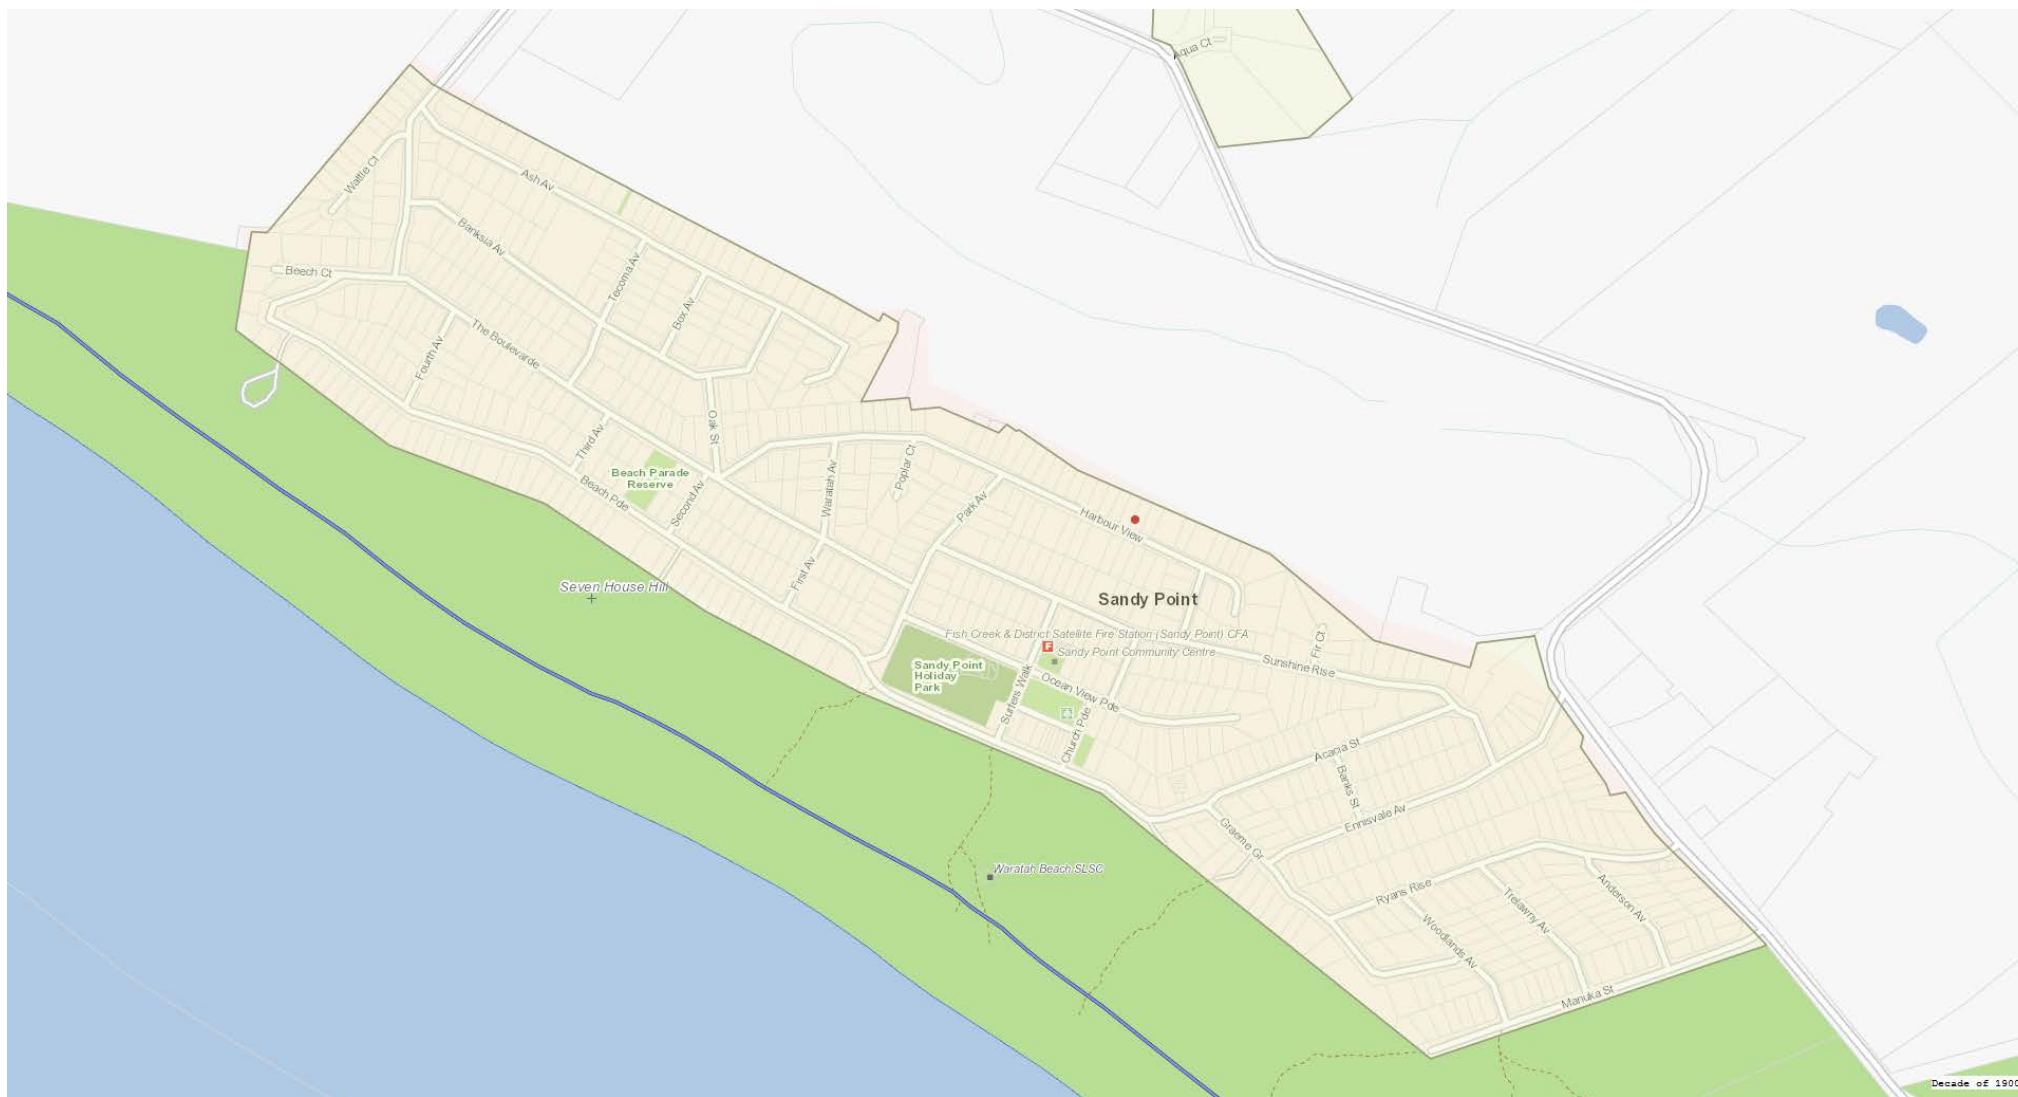 Aqua Ct
Wattle Ct
Ash Av
Banksia Av
Beech Ct
Tecoma Av
Box Av
The Boulevarde
Fourth Av
Oak St
Third Av
Beach Parade
Reserve
Beach Pde
Second Av
Waratah Av
Poplar Ct
Park Av
Harbour View
First Av
Seven House Hill
Sandy Point
Fish Creek & District Satellite Fire Station (Sandy Point) CFA
F
Sandy Point Community Centre
Fir Ct
Sunshine Rise
Sandy Point
Holiday
Park
Surfers Walk
Ocean View Pde
Church Pde
Acacia St
Banks St
Ennisvale Av
Graeme Gr
Waratah Beach SLSC
Ryans Rise
Trelawny Av
Anderson Av
Woodlands Av
Manuka St
Decade of 1900